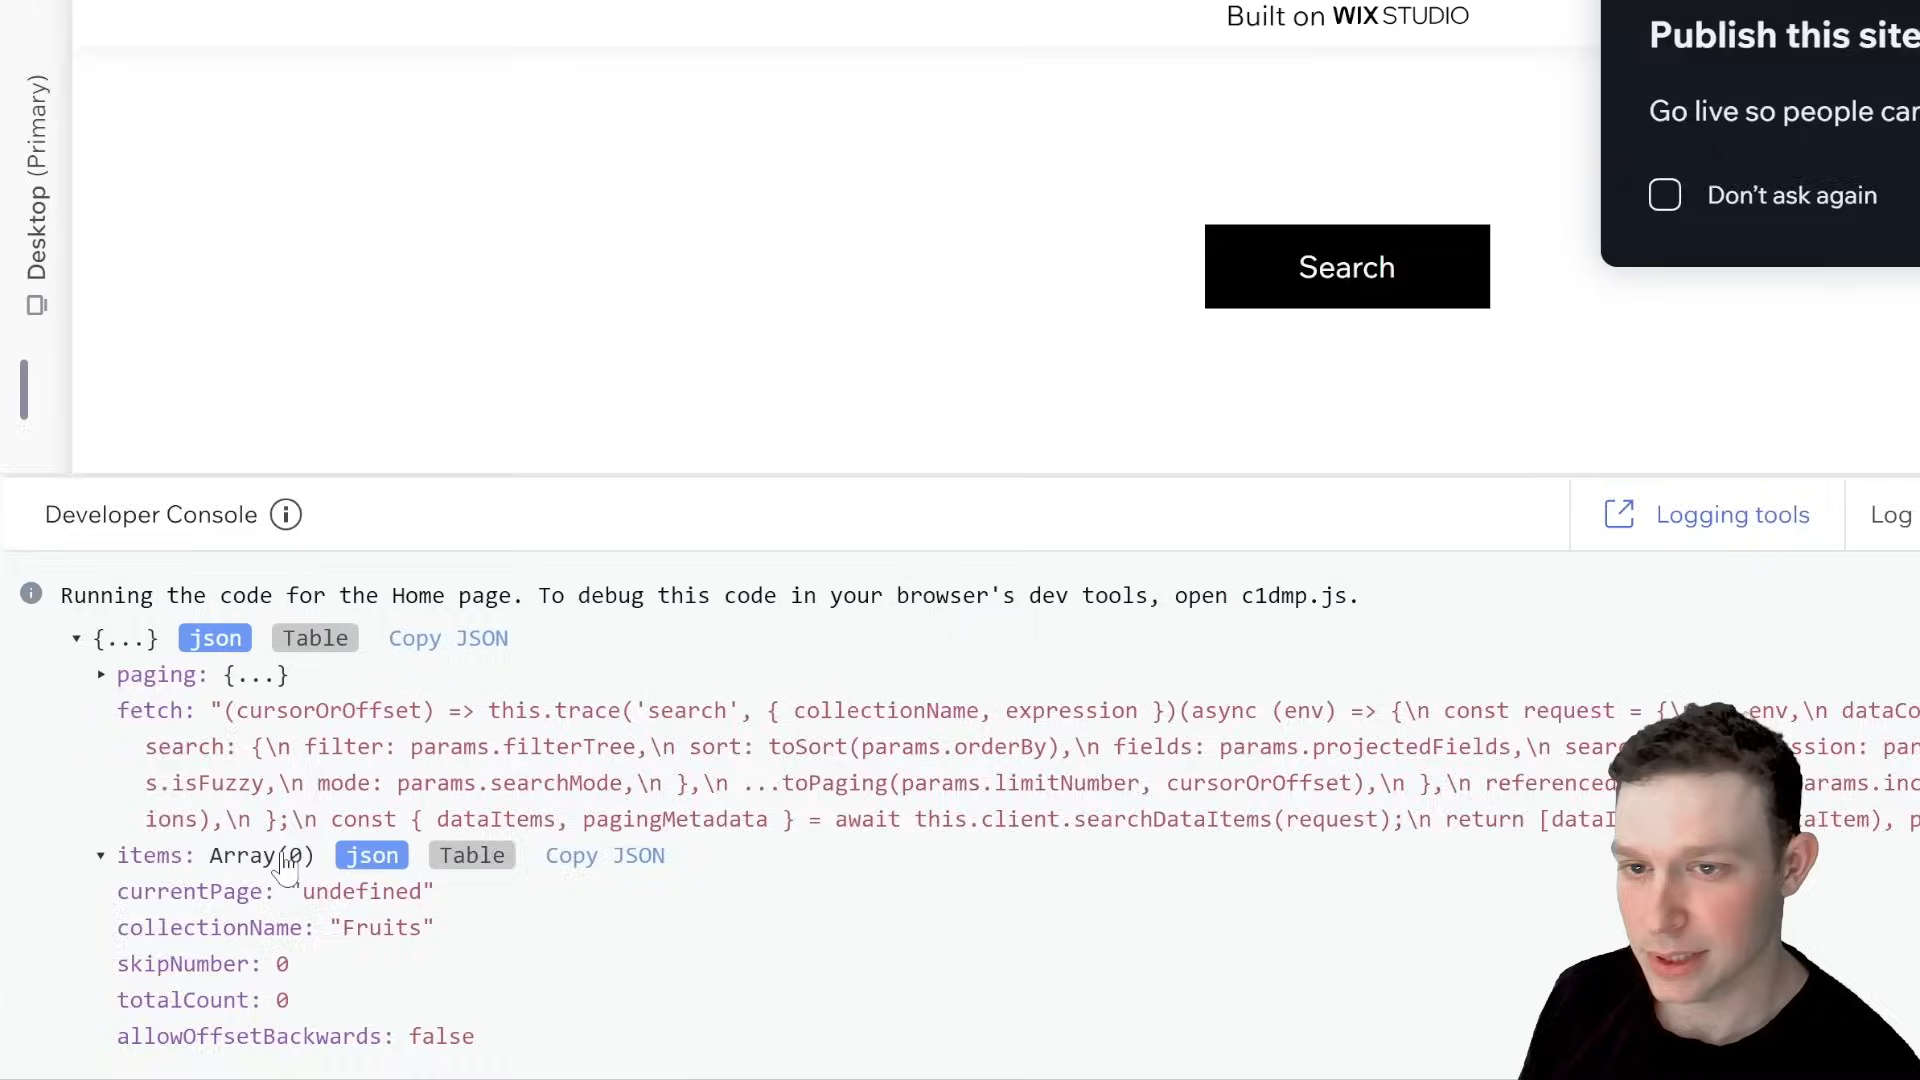 Built on WIX STUDIO
Publish this site
Go live so people can
Don't ask again
Desktop (Primary)
Search
Developer Console
Logging tools
Log
Running the code for the Home page. To debug this code in your browser's dev tools, open c1dmp.js.
{...} json Table Copy JSON
paging: {...}
fetch: "(cursorOrOffset) => this.trace('search', { collectionName, expression })(async (env) => {\n const request = {\n env,\n dataCo
search: {\n filter: params.filterTree,\n sort: toSort(params.orderBy),\n fields: params.projectedFields,\n sear ssion: par
s.isFuzzy,\n mode: params.searchMode,\n },\n ...toPaging(params.limitNumber, cursorOrOffset),\n },\n referenced arams.inc
ions),\n };\n const { dataItems, pagingMetadata } = await this.client.searchDataItems(request);\n return [dataI aItem), p
items: Array(0) json Table Copy JSON
currentPage: "undefined"
collectionName: "Fruits"
skipNumber: 0
totalCount: 0
allowOffsetBackwards: false